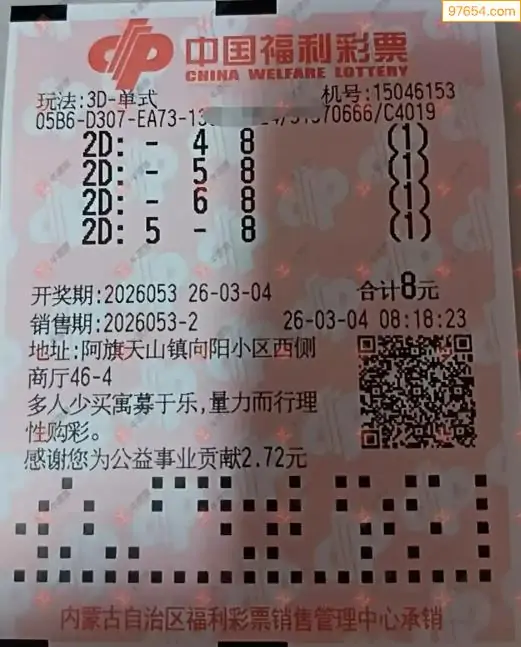 97654.com
中国福利彩票
CHINA WELFARE LOTTERY
玩法:3D-单式 机号:15046153
05B6-D307-EA73-13 70666/C4019
2D: - 4 8 (1)
2D: - 5 8 (1)
2D: - 6 8 (1)
2D: 5 - 8 (1)
开奖期:2026053 26-03-04 合计8元
销售期:2026053-2 26-03-04 08:18:23
地址:阿旗天山镇向阳小区西侧
商厅46-4
多人少买寓募于乐,量力而行理
性购彩。
感谢您为公益事业贡献2.72元
内蒙古自治区福利彩票销售管理中心承销